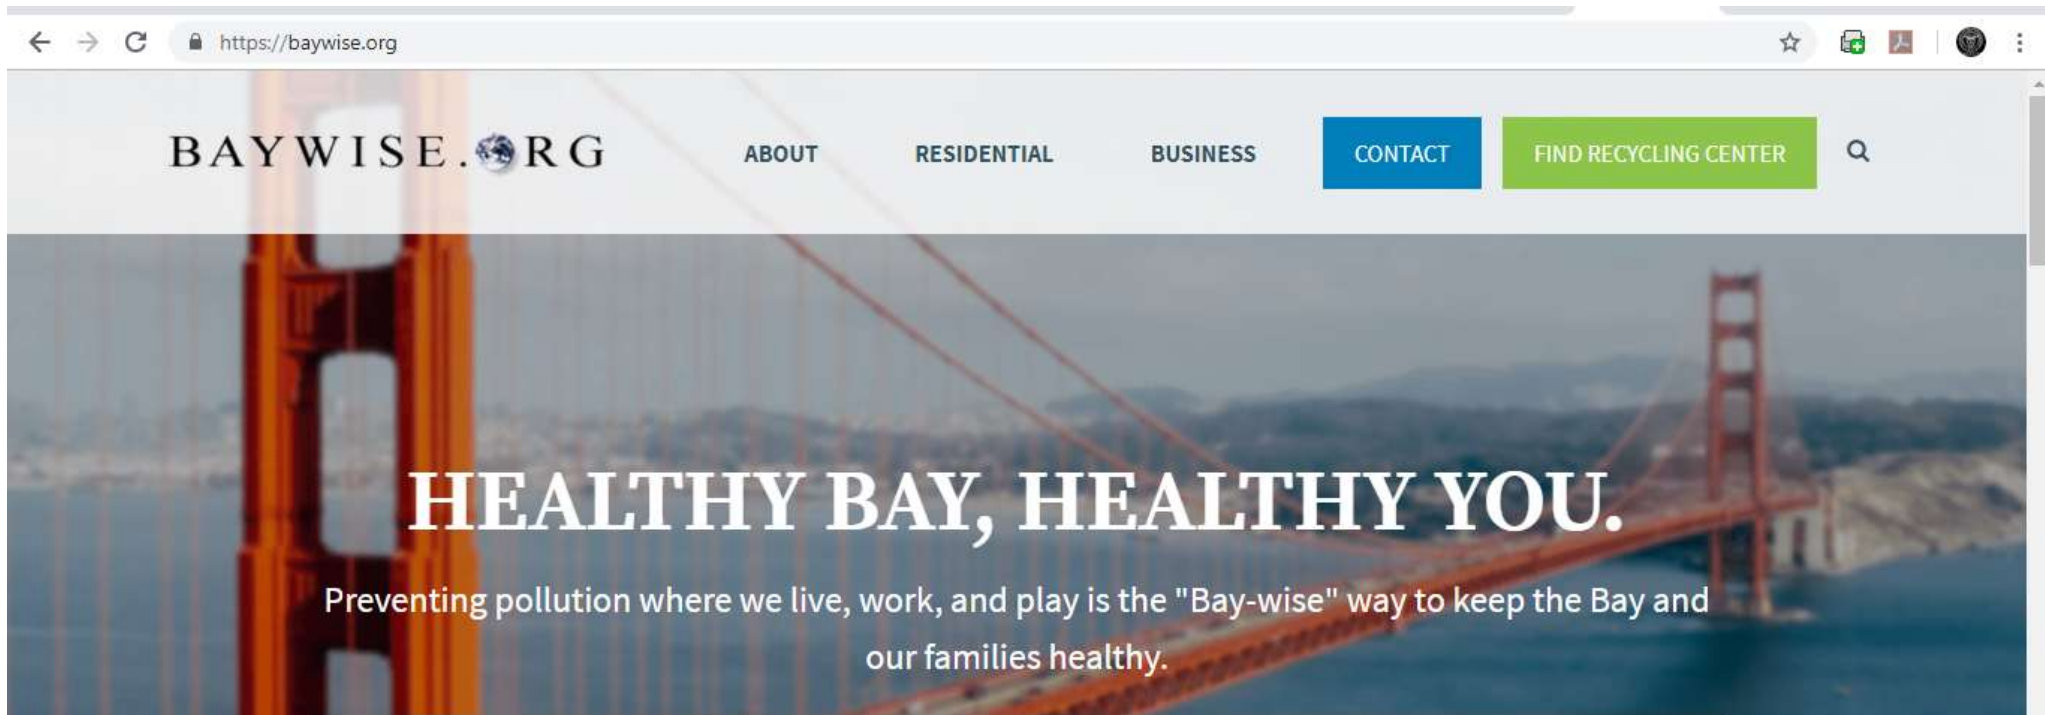 https://baywise.org
BAYWISE.ORG
ABOUT
RESIDENTIAL
BUSINESS
CONTACT
FIND RECYCLING CENTER
HEALTHY BAY, HEALTHY YOU.
Preventing pollution where we live, work, and play is the "Bay-wise" way to keep the Bay and
our families healthy.